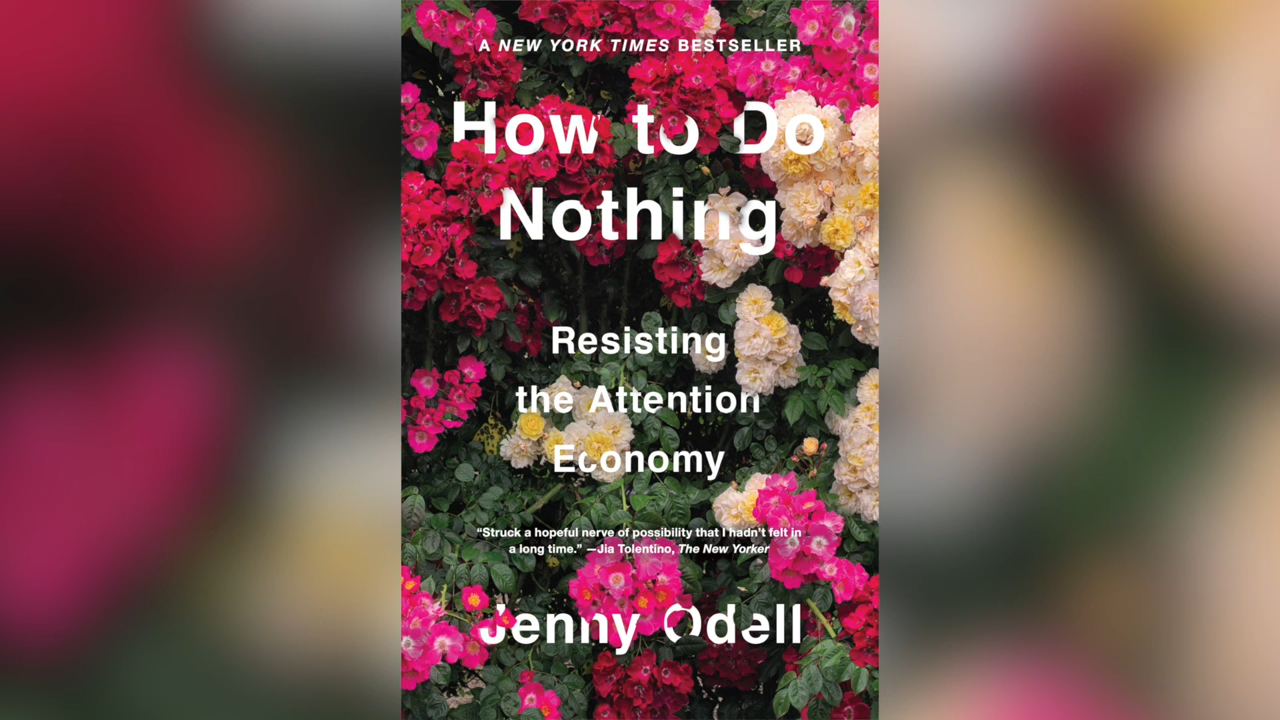 A NEW YORK TIMES BESTSELLER
How to Do
Nothing
Resisting
the Attention
Economy
“Struck a hopeful nerve of possibility that I hadn’t felt in
a long time.” —Jia Tolentino, The New Yorker
Jenny Odell